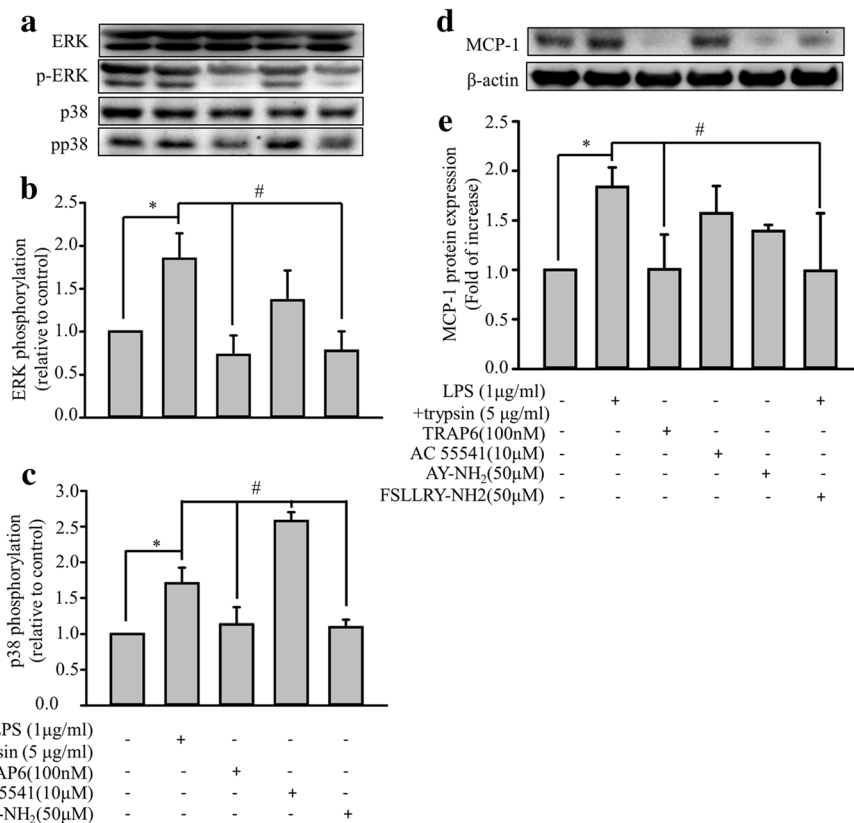 a
ERK
p-ERK
p38
pp38
b
ERK phosphorylation
(relative to control)
2.5
2.0
1.5
1.0
0.5
0.0
*
#
c
p38 phosphorylation
(relative to control)
3.0
2.5
2.0
1.5
1.0
0.5
0.0
*
#
LPS (1μg/ml) - + - - -
sin (5 μg/ml)
AP6(100nM) - - + - -
5541(10μM) - - - + -
-NH₂(50μM) - - - - +
d
MCP-1
β-actin
e
MCP-1 protein expression
(Fold of increase)
2.5
2.0
1.5
1.0
0.5
0.0
*
#
LPS (1μg/ml) - + - - - +
+trypsin (5 μg/ml)
TRAP6(100nM) - - + - - -
AC 55541(10μM) - - - + - -
AY-NH₂(50μM) - - - - + -
FSLLRY-NH2(50μM) - - - - - +